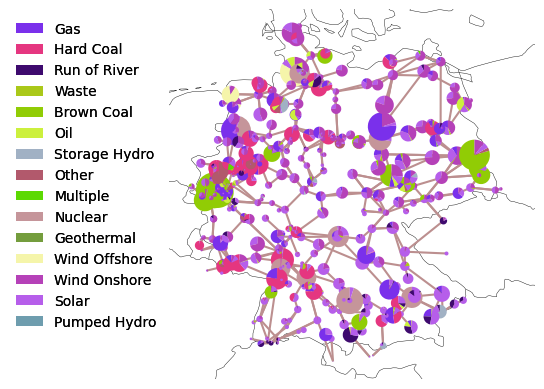 Gas
Hard Coal
Run of River
Waste
Brown Coal
Oil
Storage Hydro
Other
Multiple
Nuclear
Geothermal
Wind Offshore
Wind Onshore
Solar
Pumped Hydro